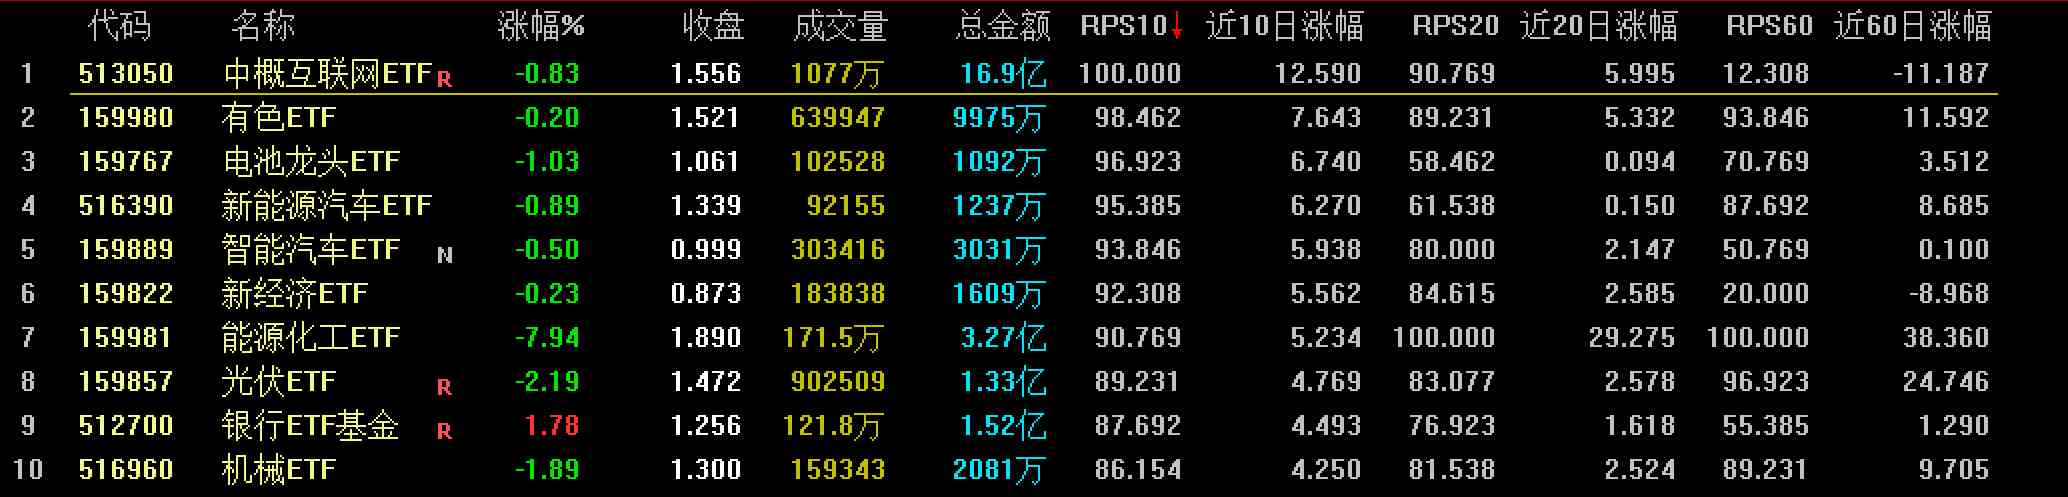 代码 名称 涨幅% 收盘 成交量 总金额 RPS10↓ 近10日涨幅 RPS20 近20日涨幅 RPS60 近60日涨幅
1 513050 中概互联网ETF R -0.83 1.556 1077万 16.9亿 100.000 12.590 90.769 5.995 12.308 -11.187
2 159980 有色ETF -0.20 1.521 639947 9975万 98.462 7.643 89.231 5.332 93.846 11.592
3 159767 电池龙头ETF -1.03 1.061 102528 1092万 96.923 6.740 58.462 0.094 70.769 3.512
4 516390 新能源汽车ETF -0.89 1.339 92155 1237万 95.385 6.270 61.538 0.150 87.692 8.685
5 159889 智能汽车ETF N -0.50 0.999 303416 3031万 93.846 5.938 80.000 2.147 50.769 0.100
6 159822 新经济ETF -0.23 0.873 183838 1609万 92.308 5.562 84.615 2.585 20.000 -8.968
7 159981 能源化工ETF -7.94 1.890 171.5万 3.27亿 90.769 5.234 100.000 29.275 100.000 38.360
8 159857 光伏ETF R -2.19 1.472 902509 1.33亿 89.231 4.769 83.077 2.578 96.923 24.746
9 512700 银行ETF基金 R 1.78 1.256 121.8万 1.52亿 87.692 4.493 76.923 1.618 55.385 1.290
10 516960 机械ETF -1.89 1.300 159343 2081万 86.154 4.250 81.538 2.524 89.231 9.705